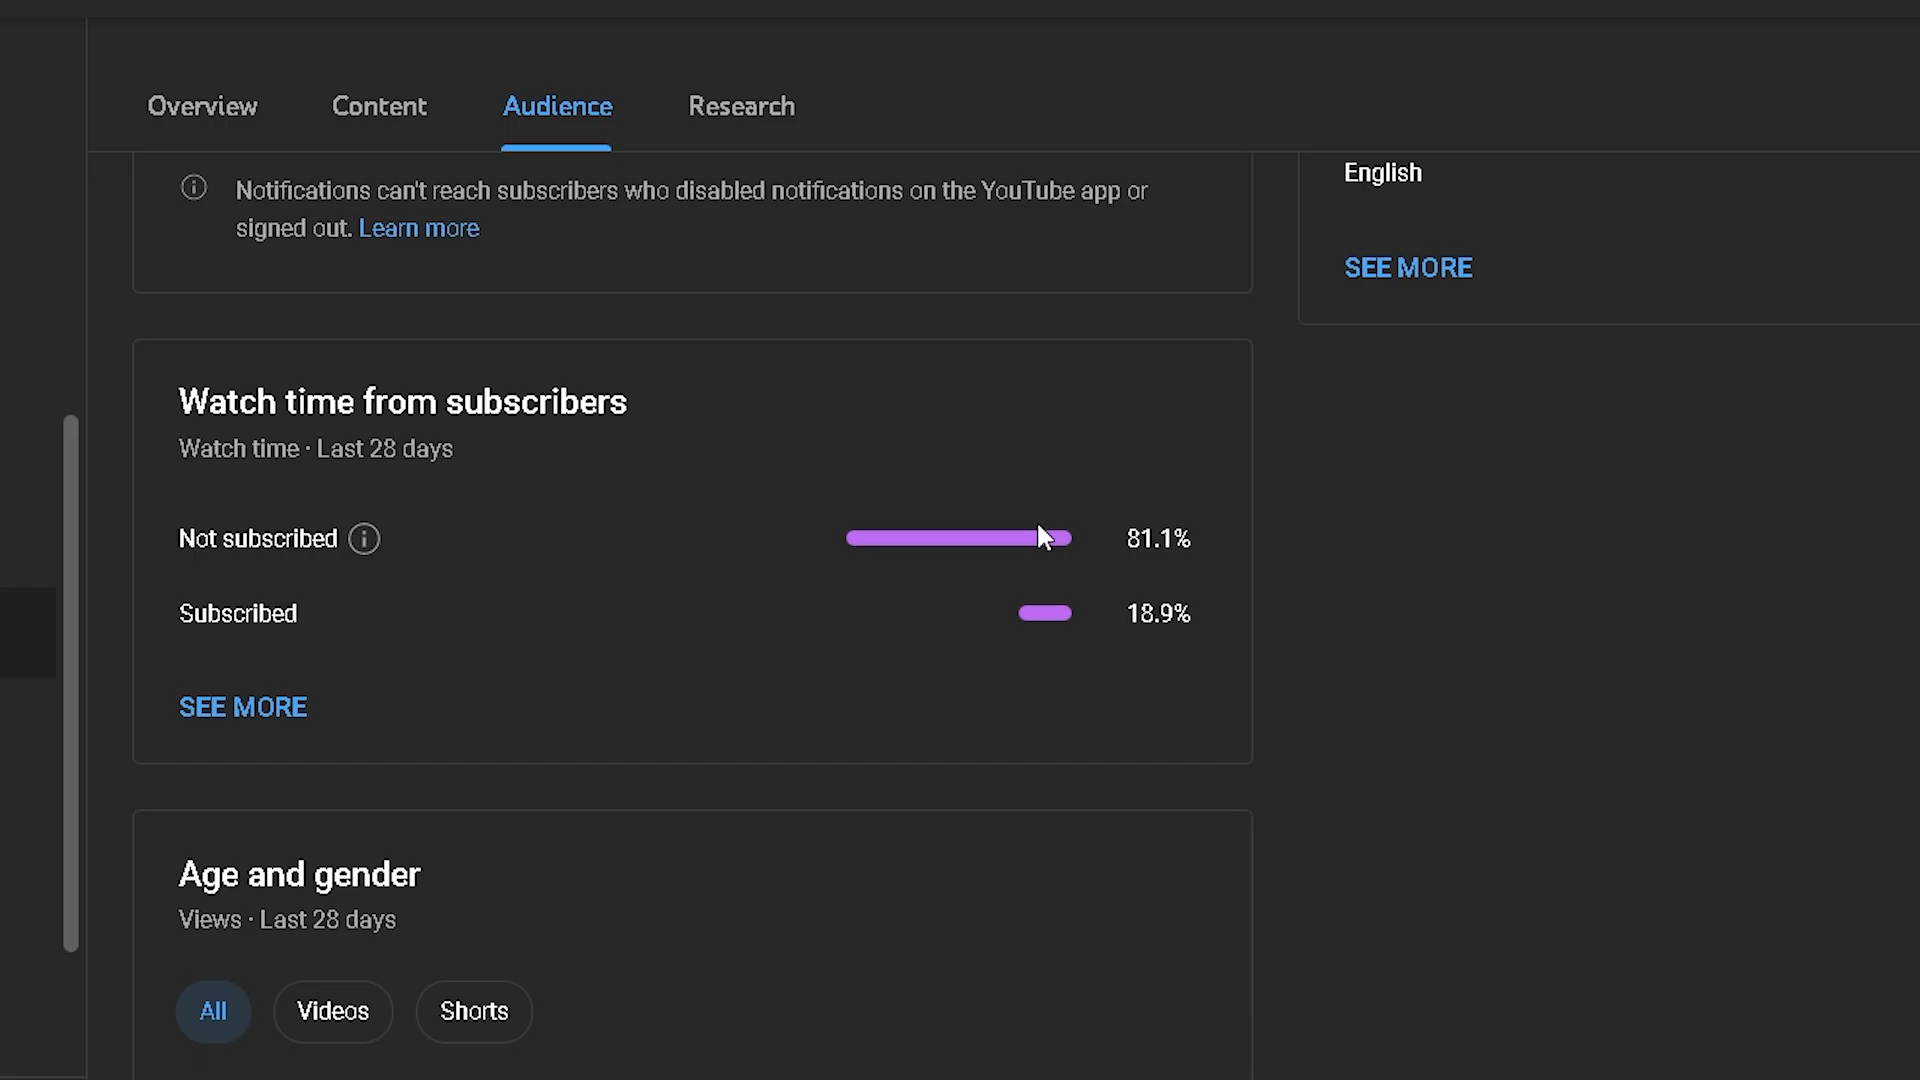 Overview Content Audience Research
Notifications can't reach subscribers who disabled notifications on the YouTube app or
signed out. Learn more
English
SEE MORE
Watch time from subscribers
Watch time · Last 28 days
Not subscribed 81.1%
Subscribed 18.9%
SEE MORE
Age and gender
Views · Last 28 days
All Videos Shorts